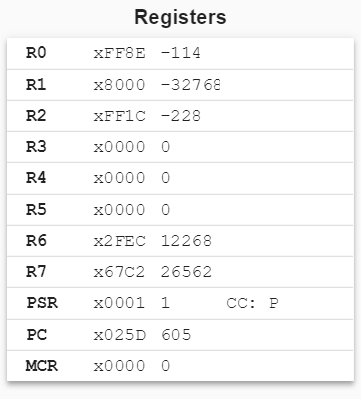 Registers
R0 xFF8E -114
R1 x8000 -32768
R2 xFF1C -228
R3 x0000 0
R4 x0000 0
R5 x0000 0
R6 x2FEC 12268
R7 x67C2 26562
PSR x0001 1 CC: P
PC x025D 605
MCR x0000 0